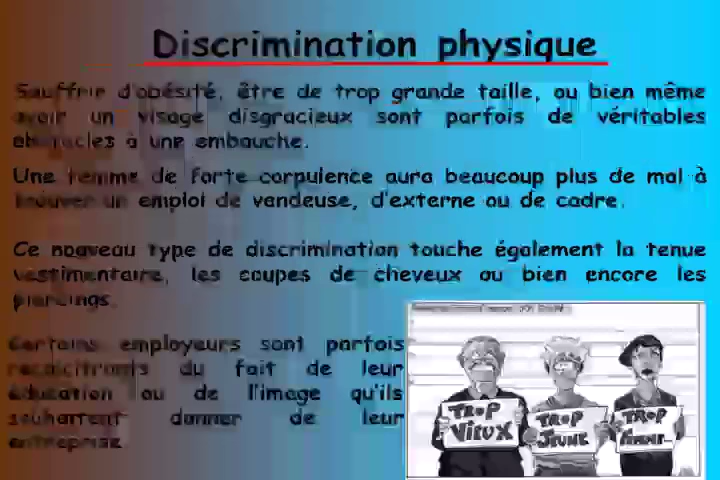 Discrimination physique
Souffrir d'obésité, être de trop grande taille, ou bien même
avoir un visage disgracieux sont parfois de véritables
obstacles à une embauche.
Une femme de forte corpulence aura beaucoup plus de mal à
trouver un emploi de vendeuse, d'externe ou de cadre.
Ce nouveau type de discrimination touche également la tenue
vestimentaire, les coupes de cheveux ou bien encore les
piercings.
Certains employeurs sont parfois
récalcitrants du fait de leur
éducation ou de l'image qu'ils
souhaitent donner de leur
entreprise
TROP VIEUX
TROP JEUNE
TROP